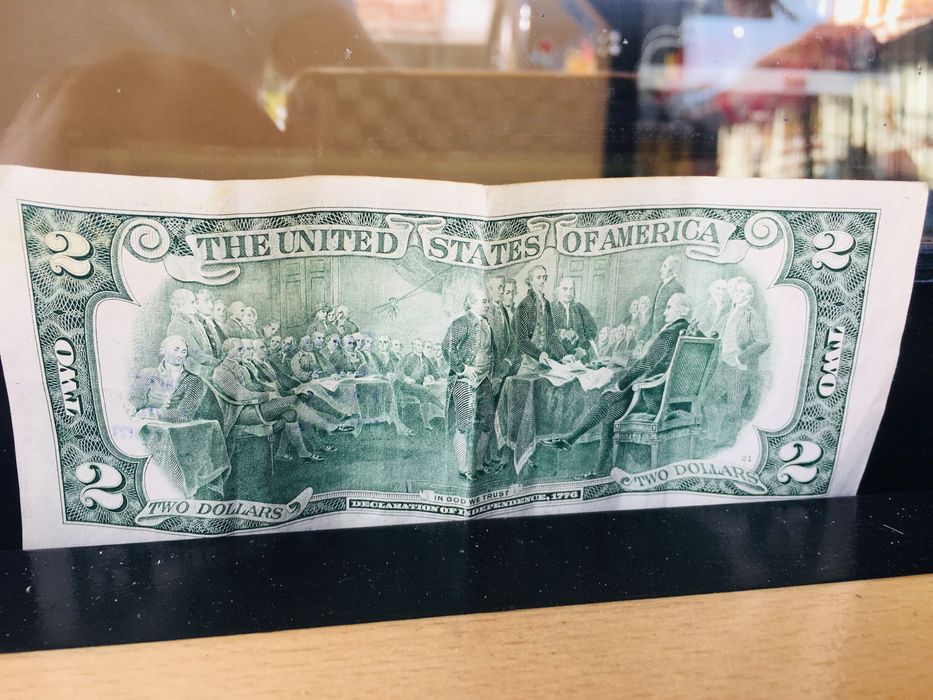 2 THE UNITED STATES OF AMERICA 2
TWO TWO
21
2 TWO DOLLARS IN GOD WE TRUST TWO DOLLARS 2
DECLARATION OF INDEPENDENCE, 1776